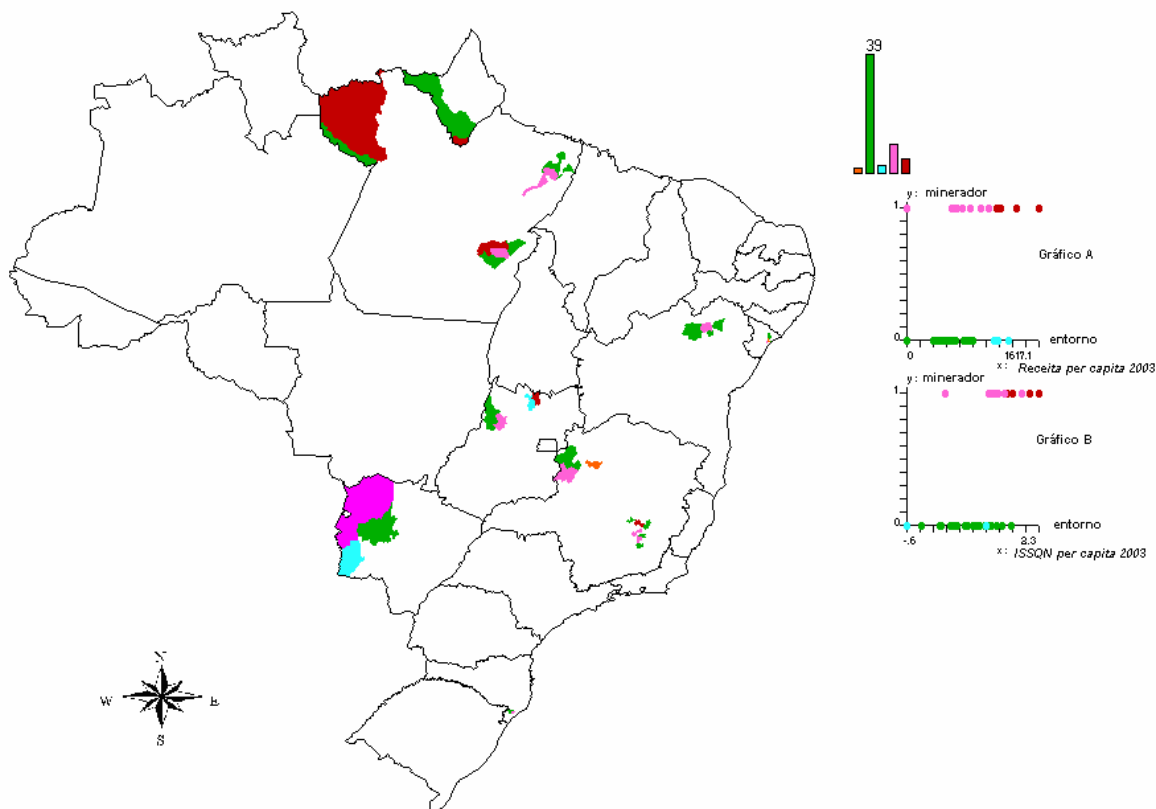 39
y: minerador
1
Gráfico A
0
entorno
0
1617.1
x: Receita per capita 2003
y: minerador
1
Gráfico B
0
entorno
-.6
8.3
x: ISSQN per capita 2003
N
W
E
S